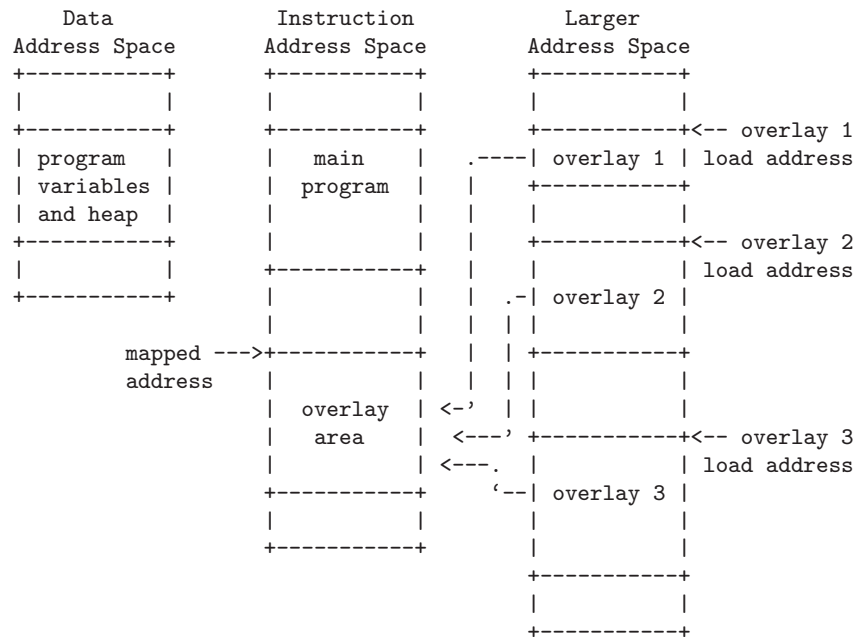 Data             Instruction            Larger
Address Space       Address Space        Address Space
+-----------+       +-----------+        +-----------+
|           |       |           |        |           |
+-----------+       +-----------+        +-----------+<-- overlay 1
| program   |       |   main    |   .----| overlay 1 | load address
| variables |       |  program  |   |    +-----------+
| and heap  |       |           |   |    |           |
+-----------+       |           |   |    +-----------+<-- overlay 2
|           |       +-----------+   |    |           | load address
+-----------+       |           |   |  .-| overlay 2 |
                    |           |   |  | |           |
         mapped --->+-----------+   |  | +-----------+
         address    |           |   |  | |           |
                    |  overlay  | <-'  | |           |
                    |   area    |  <---' +-----------+<-- overlay 3
                    |           | <---.  |           | load address
                    +-----------+     `--| overlay 3 |
                    |           |        |           |
                    +-----------+        |           |
                                         +-----------+
                                         |           |
                                         +-----------+